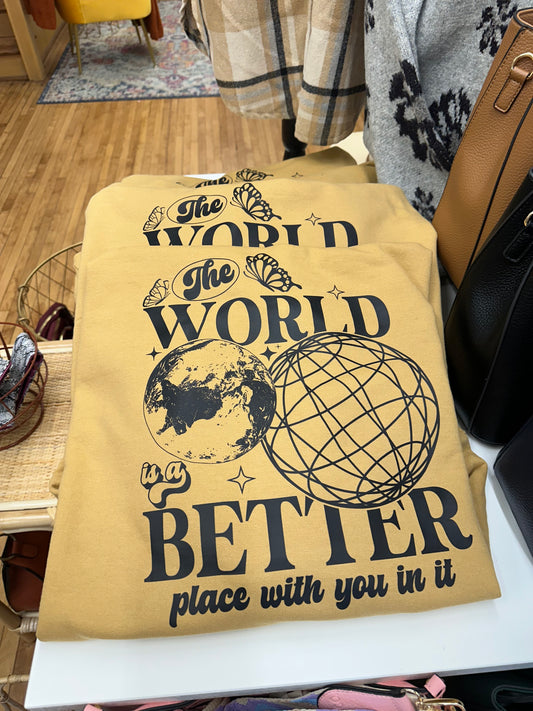 The
WORLD
The
WORLD
is a
BETTER
place with you in it